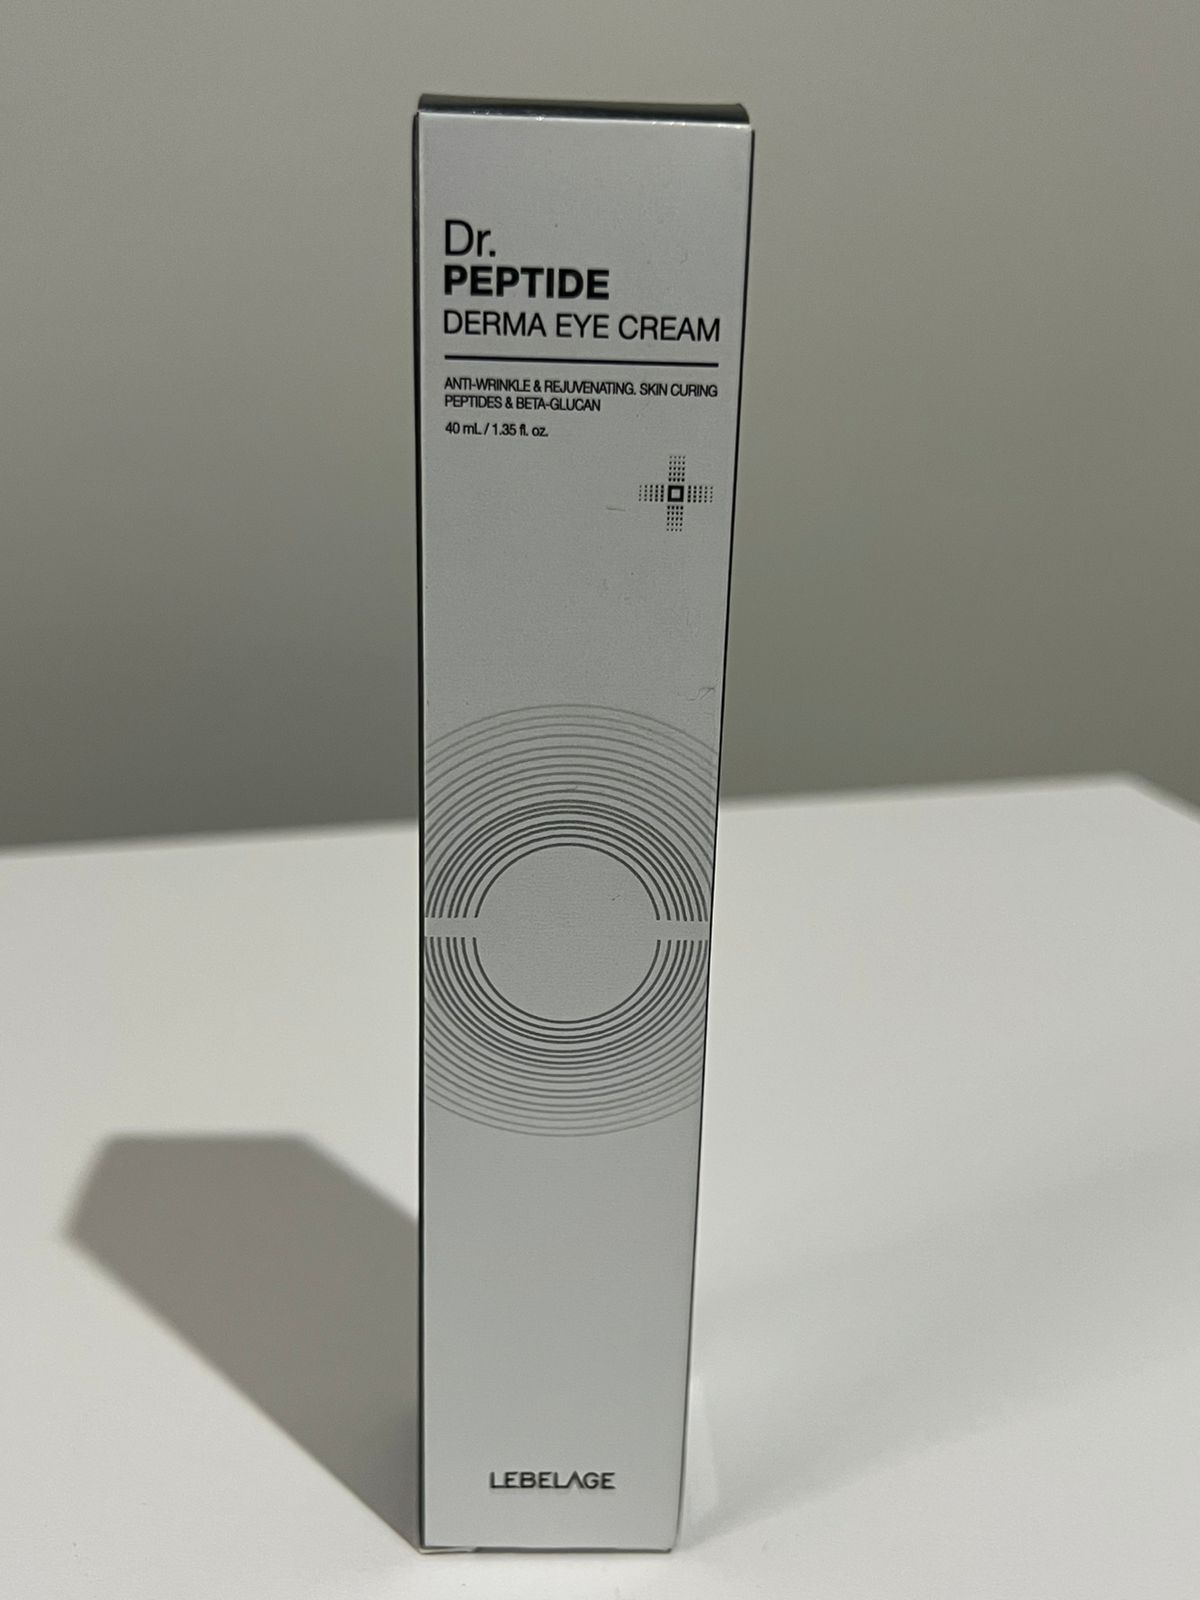 Dr.
PEPTIDE
DERMA EYE CREAM
ANTI-WRINKLE & REJUVENATING. SKIN CURING
PEPTIDES & BETA-GLUCAN
40 mL / 1.35 fl. oz.
LEBELAGE